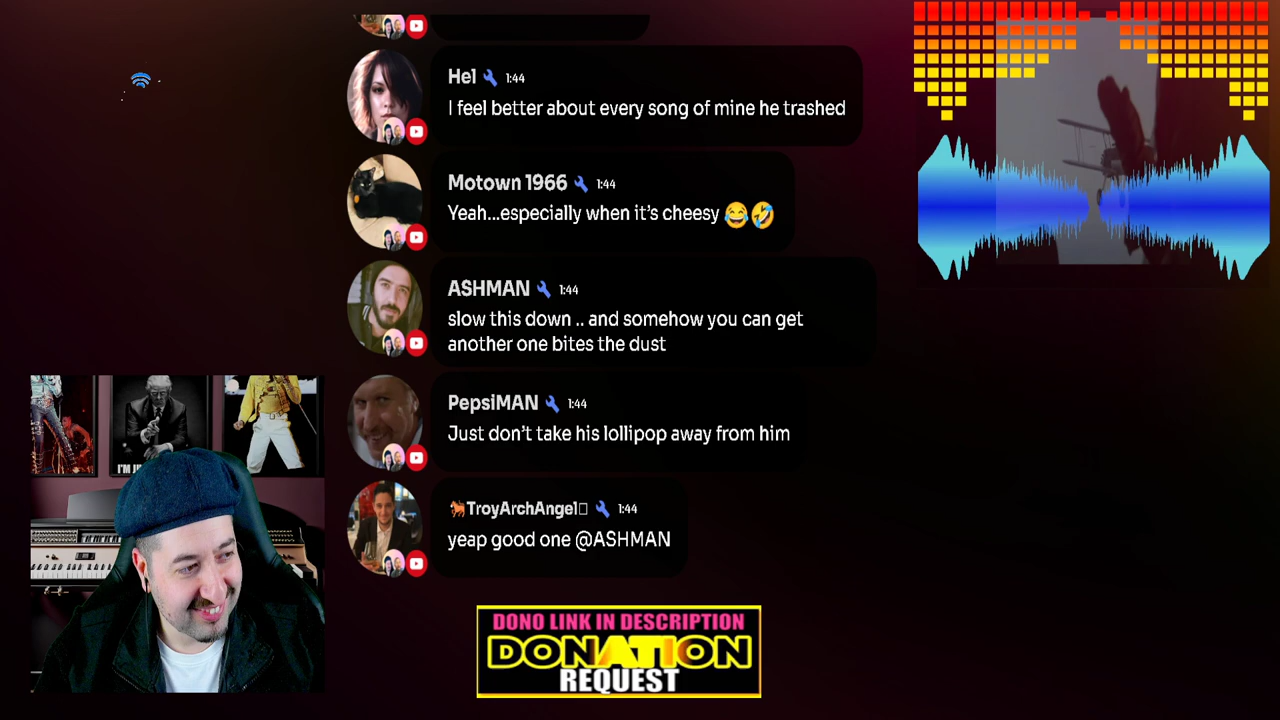 Hel 1:44
I feel better about every song of mine he trashed
Motown 1966 1:44
Yeah...especially when it's cheesy 😂🤣
ASHMAN 1:44
slow this down .. and somehow you can get
another one bites the dust
PepsiMAN 1:44
Just don't take his lollipop away from him
🐂TroyArchAngel 1:44
yeap good one @ASHMAN
DONO LINK IN DESCRIPTION
DONATION
REQUEST